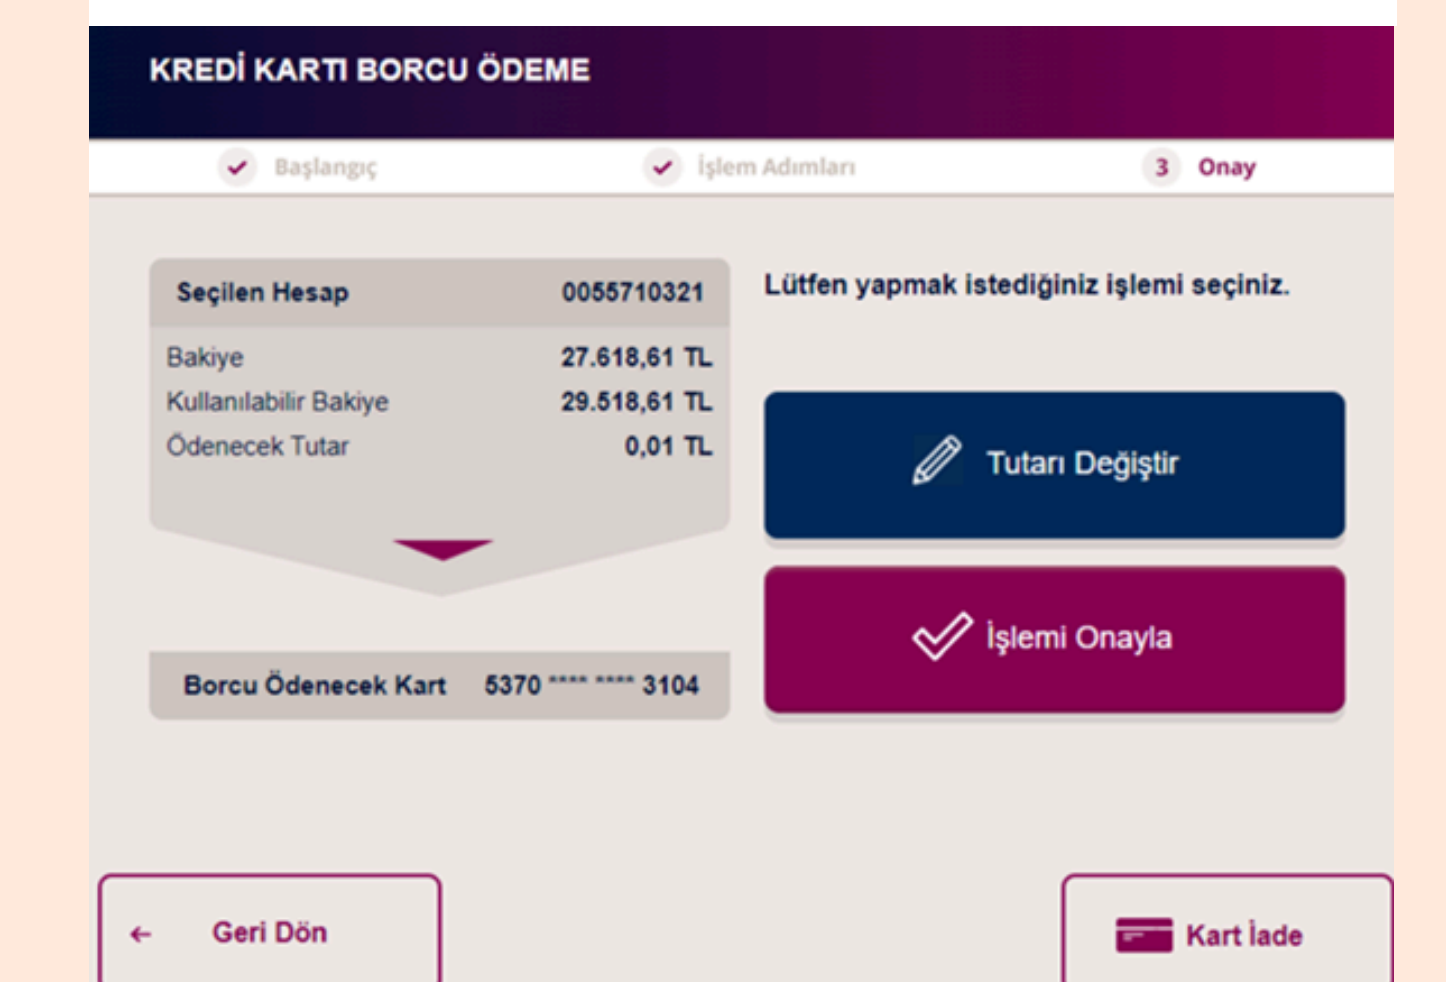 KREDİ KARTI BORCU ÖDEME
Başlangıç
İşlem Adımları
3 Onay
Seçilen Hesap 0055710321
Bakiye 27.618,61 TL
Kullanılabilir Bakiye 29.518,61 TL
Ödenecek Tutar 0,01 TL
Borcu Ödenecek Kart 5370 **** **** 3104
Lütfen yapmak istediğiniz işlemi seçiniz.
Tutarı Değiştir
İşlemi Onayla
Geri Dön
Kart İade